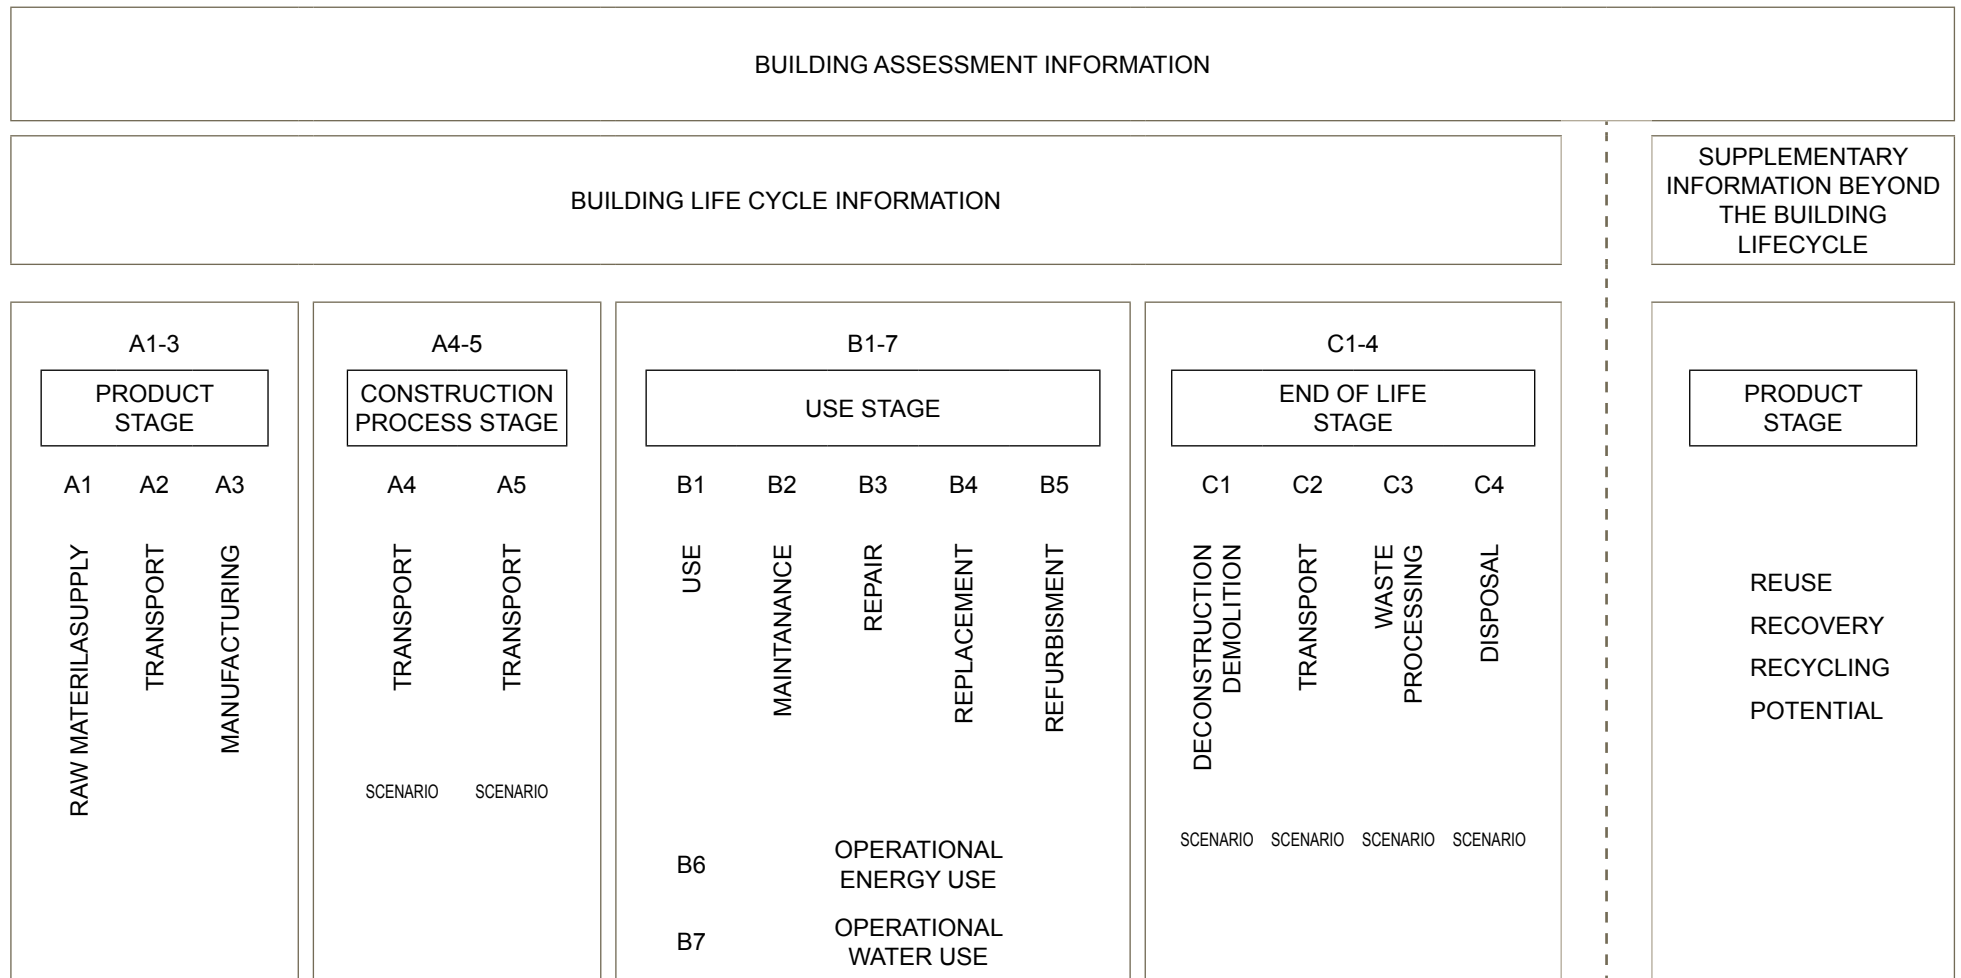 BUILDING ASSESSMENT INFORMATION
BUILDING LIFE CYCLE INFORMATION
SUPPLEMENTARY
INFORMATION BEYOND
THE BUILDING
LIFECYCLE
A1-3
PRODUCT
STAGE
A1
A2
A3
RAW MATERILASUPPLY
TRANSPORT
MANUFACTURING
A4-5
CONSTRUCTION
PROCESS STAGE
A4
A5
TRANSPORT
TRANSPORT
SCENARIO
SCENARIO
B1-7
USE STAGE
B1
B2
B3
B4
B5
USE
MAINTANANCE
REPAIR
REPLACEMENT
REFURBISMENT
B6
OPERATIONAL
ENERGY USE
B7
OPERATIONAL
WATER USE
C1-4
END OF LIFE
STAGE
C1
C2
C3
C4
DECONSTRUCTION
DEMOLITION
TRANSPORT
WASTE
PROCESSING
DISPOSAL
SCENARIO
SCENARIO
SCENARIO
SCENARIO
PRODUCT
STAGE
REUSE
RECOVERY
RECYCLING
POTENTIAL